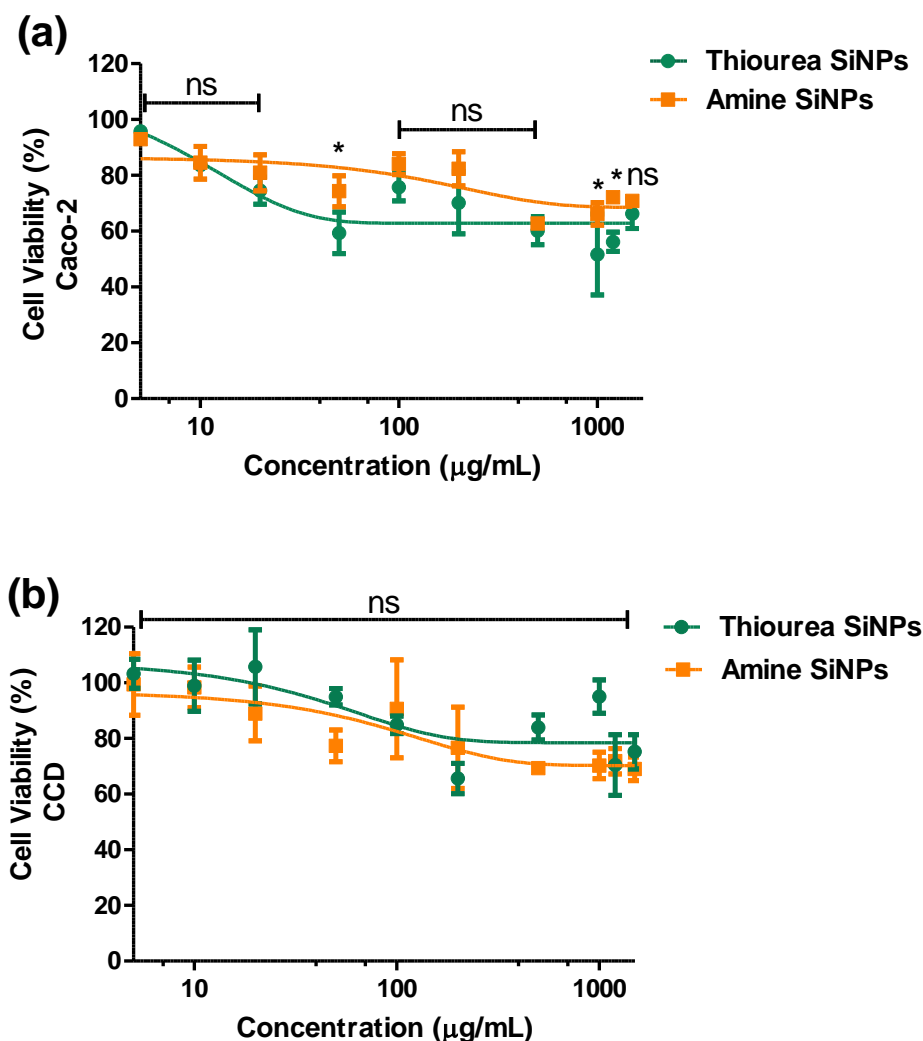 (a)
Thiourea SiNPs
Amine SiNPs
120
100
80
60
40
20
0
Cell Viability (%)
Caco-2
ns
*
ns
* * ns
10
100
1000
Concentration (μg/mL)
(b)
Thiourea SiNPs
Amine SiNPs
120
100
80
60
40
20
0
Cell Viability (%)
CCD
ns
10
100
1000
Concentration (μg/mL)